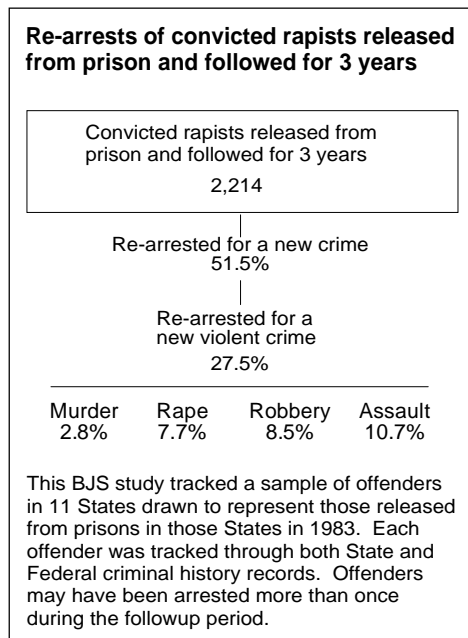 Re-arrests of convicted rapists released
from prison and followed for 3 years
Convicted rapists released from
prison and followed for 3 years
2,214
Re-arrested for a new crime
51.5%
Re-arrested for a
new violent crime
27.5%
Murder Rape Robbery Assault
2.8% 7.7% 8.5% 10.7%
This BJS study tracked a sample of offenders
in 11 States drawn to represent those released
from prisons in those States in 1983. Each
offender was tracked through both State and
Federal criminal history records. Offenders
may have been arrested more than once
during the followup period.